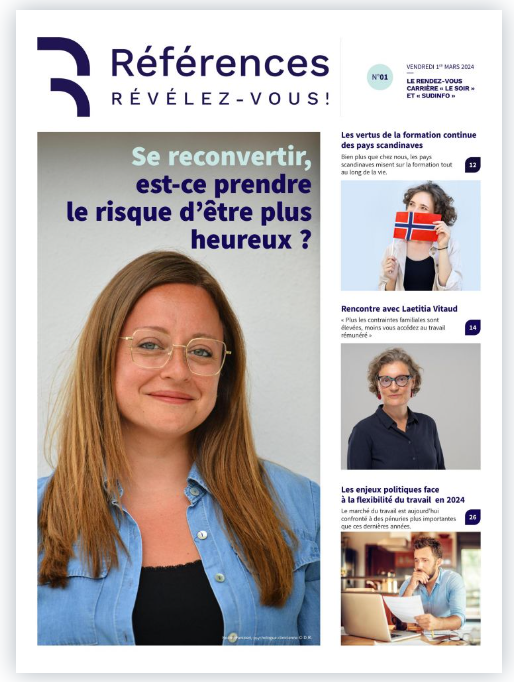 Références
RÉVÉLEZ-VOUS!
N°01
VENDREDI 1ER MARS 2024
LE RENDEZ-VOUS
CARRIÈRE « LE SOIR »
ET « SUDINFO »
Se reconvertir,
est-ce prendre
le risque d'être plus
heureux ?
Les vertus de la formation continue
des pays scandinaves
Bien plus que chez nous, les pays
scandinaves misent sur la formation tout
au long de la vie.
12
Rencontre avec Laetitia Vitaud
« Plus les contraintes familiales sont
élevées, moins vous accédez au travail
rémunéré »
14
Les enjeux politiques face
à la flexibilité du travail en 2024
Le marché du travail est aujourd'hui
confronté à des pénuries plus importantes
que ces dernières années.
26